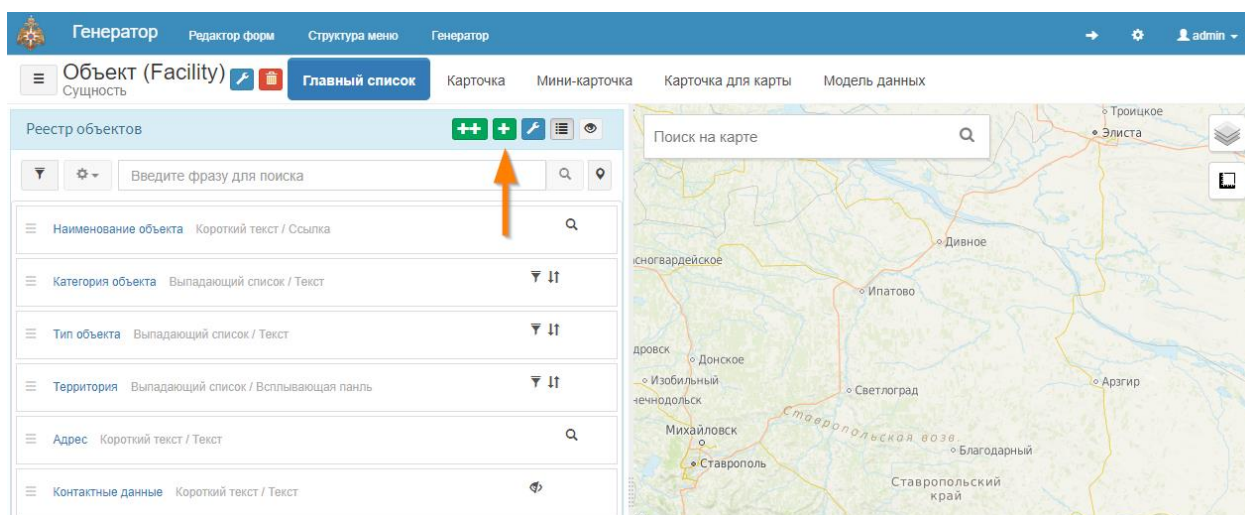 Генератор Редактор форм Структура меню Генератор admin
Объект (Facility)
Сущность
Главный список Карточка Мини-карточка Карточка для карты Модель данных
Реестр объектов
Введите фразу для поиска
Наименование объекта Короткий текст / Ссылка
Категория объекта Выпадающий список / Текст
Тип объекта Выпадающий список / Текст
Территория Выпадающий список / Всплывающая панль
Адрес Короткий текст / Текст
Контактные данные Короткий текст / Текст
Поиск на карте
Троицкое
Элиста
Дивное
сногвардейское
Ипатово
дровск
Донское
Изобильный
нечнодольск
Светлоград
Арзгир
Ставропольская возв
Михайловск
Благодарный
Ставрополь
Ставропольский
край